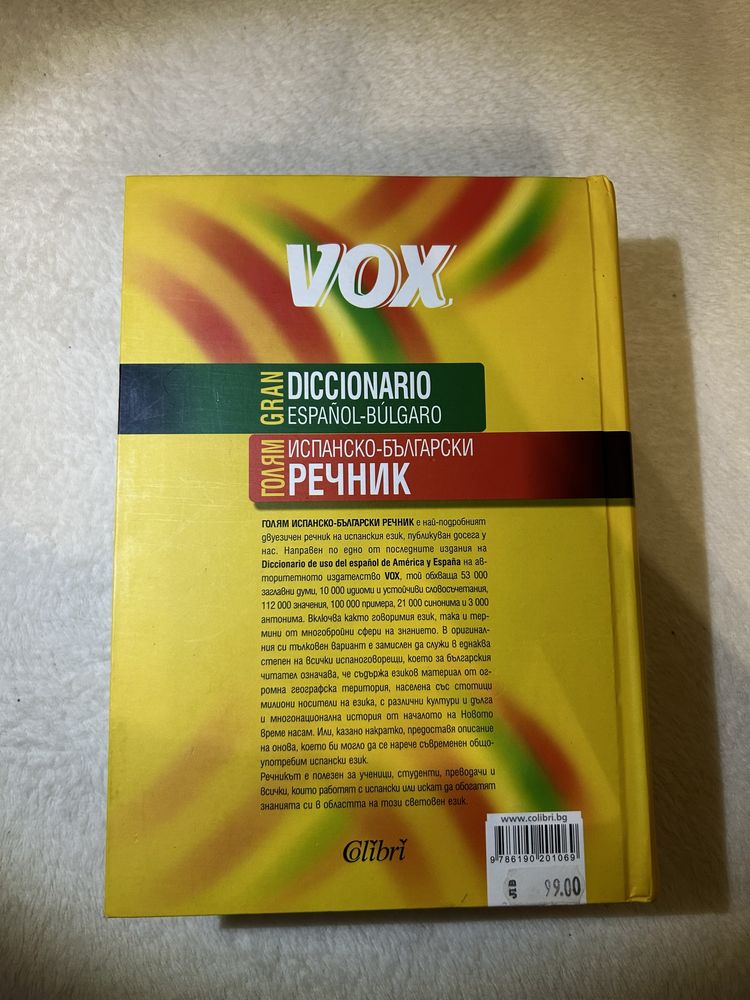 VOX
GRAN
DICCIONARIO
ESPAÑOL-BÚLGARO
ГОЛЯМ
ИСПАНСКО-БЪЛГАРСКИ
РЕЧНИК
ГОЛЯМ ИСПАНСКО-БЪЛГАРСКИ РЕЧНИК е най-подробният
двуезичен речник на испанския език, публикуван досега у
нас. Направен по едно от последните издания на
Diccionario de uso del español de América y España на ав-
торитетното издателство VOX, той обхваща 53 000
заглавни думи, 10 000 идиоми и устойчиви словосъчетания,
112 000 значения, 100 000 примера, 21 000 синонима и 3 000
антонима. Включва както говоримия език, така и тер-
мини от многобройни сфери на знанието. В оригинал-
ния си тълковен вариант е замислен да служи в еднаква
степен на всички испаноговорещи, което за българския
читател означава, че съдържа езиков материал от ог-
ромна географска територия, населена със стотици
милиони носители на езика, с различни култури и дълга
и многонационална история от началото на Новото
време насам. Или, казано накратко, предоставя описание
на онова, което би могло да се нарече съвременен общо-
употребим испански език.
Речникът е полезен за ученици, студенти, преводачи и
всички, които работят с испански или искат да обогатят
знанията си в областта на този световен език.
Colibri
www.colibri.bg
9 786190 201069
лв 99.00